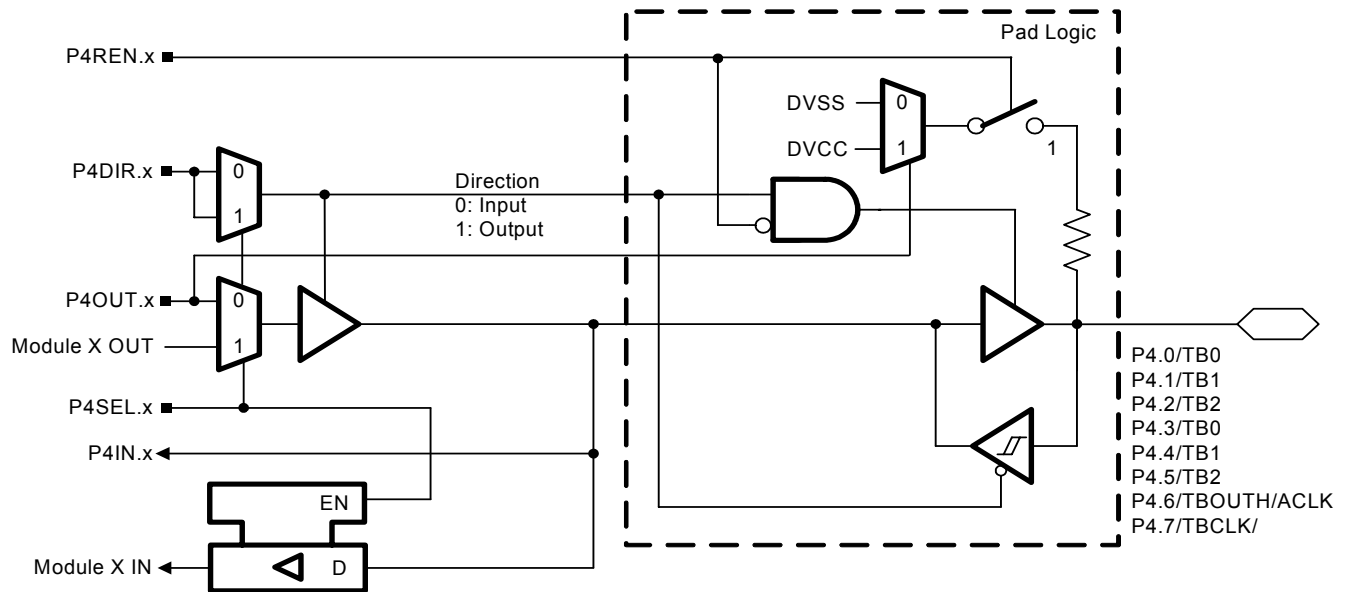 Pad Logic
P4REN.x
DVSS
0
DVCC
1
1
P4DIR.x
0
1
Direction
0: Input
1: Output
P4OUT.x
0
Module X OUT
1
P4SEL.x
P4IN.x
EN
Module X IN
D
P4.0/TB0
P4.1/TB1
P4.2/TB2
P4.3/TB0
P4.4/TB1
P4.5/TB2
P4.6/TBOUTH/ACLK
P4.7/TBCLK/